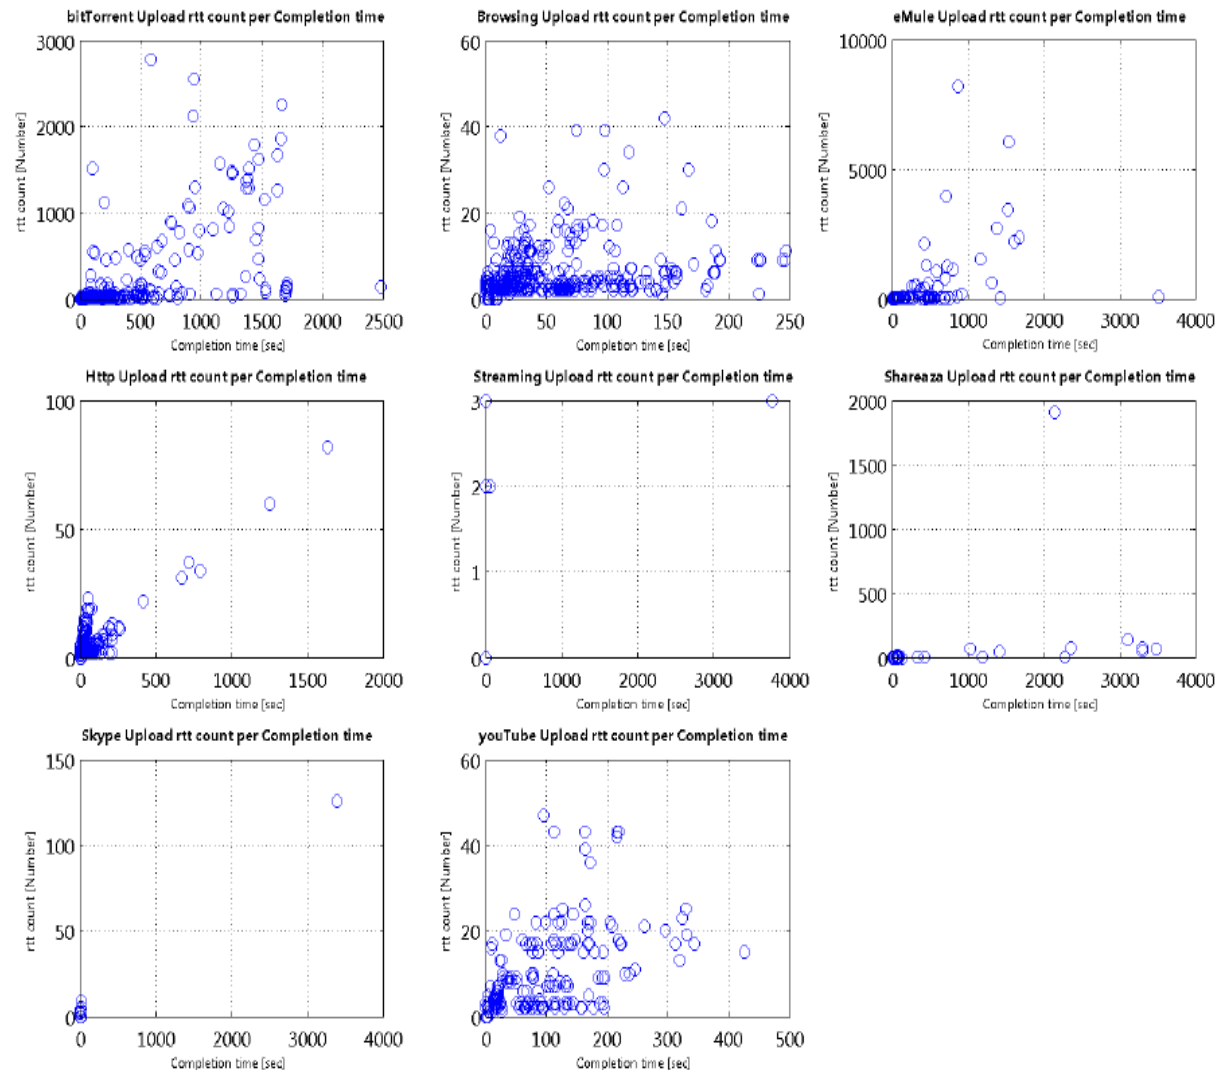 bitTorrent Upload rtt count per Completion time
3000
2000
1000
0
rtt count [Number]
0 500 1000 1500 2000 2500
Completion time [sec]
Browsing Upload rtt count per Completion time
60
40
20
0
rtt count [Number]
0 50 100 150 200 250
Completion time [sec]
eMule Upload rtt count per Completion time
10000
5000
0
rtt count [Number]
0 1000 2000 3000 4000
Completion time [sec]
Http Upload rtt count per Completion time
100
50
0
rtt count [Number]
0 500 1000 1500 2000
Completion time [sec]
Streaming Upload rtt count per Completion time
3
2
1
0
rtt count [Number]
0 1000 2000 3000 4000
Completion time [sec]
Shareaza Upload rtt count per Completion time
2000
1500
1000
500
0
rtt count [Number]
0 1000 2000 3000 4000
Completion time [sec]
Skype Upload rtt count per Completion time
150
100
50
0
rtt count [Number]
0 1000 2000 3000 4000
Completion time [sec]
youTube Upload rtt count per Completion time
60
40
20
0
rtt count [Number]
0 100 200 300 400 500
Completion time [sec]